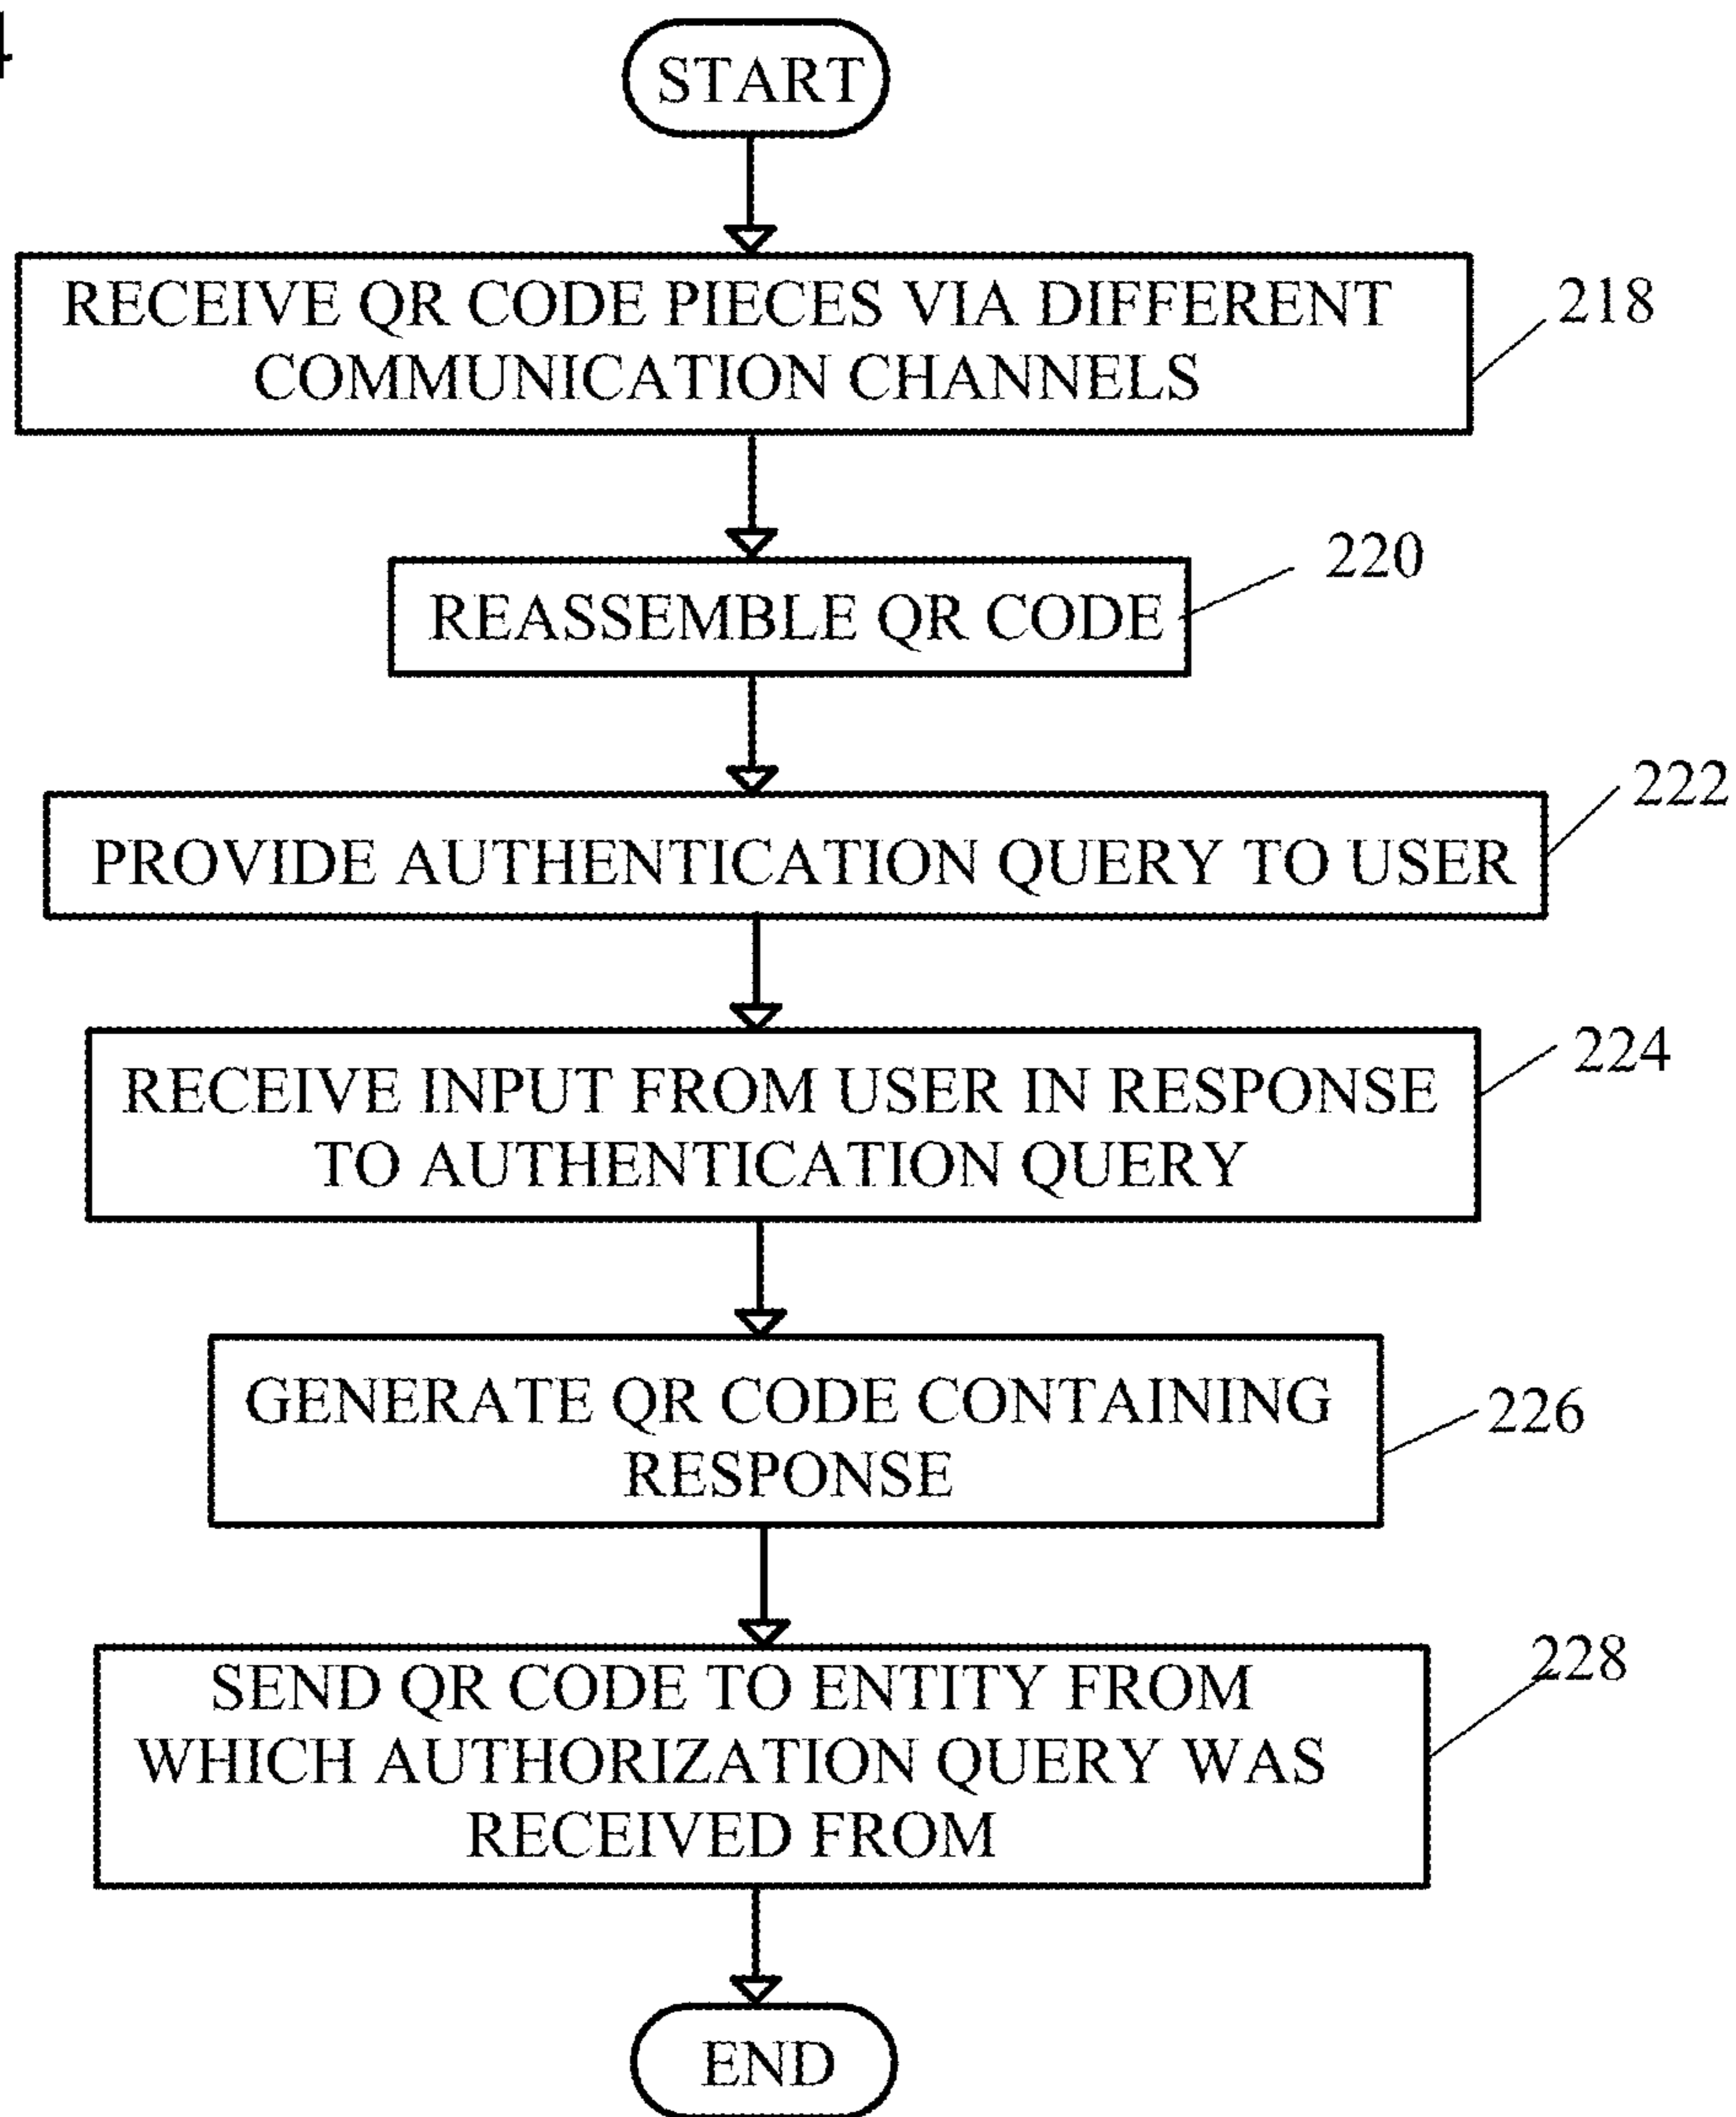 4
START
RECEIVE QR CODE PIECES VIA DIFFERENT
COMMUNICATION CHANNELS
218
REASSEMBLE QR CODE
220
PROVIDE AUTHENTICATION QUERY TO USER
222
RECEIVE INPUT FROM USER IN RESPONSE
TO AUTHENTICATION QUERY
224
GENERATE QR CODE CONTAINING
RESPONSE
226
SEND QR CODE TO ENTITY FROM
WHICH AUTHORIZATION QUERY WAS
RECEIVED FROM
228
END